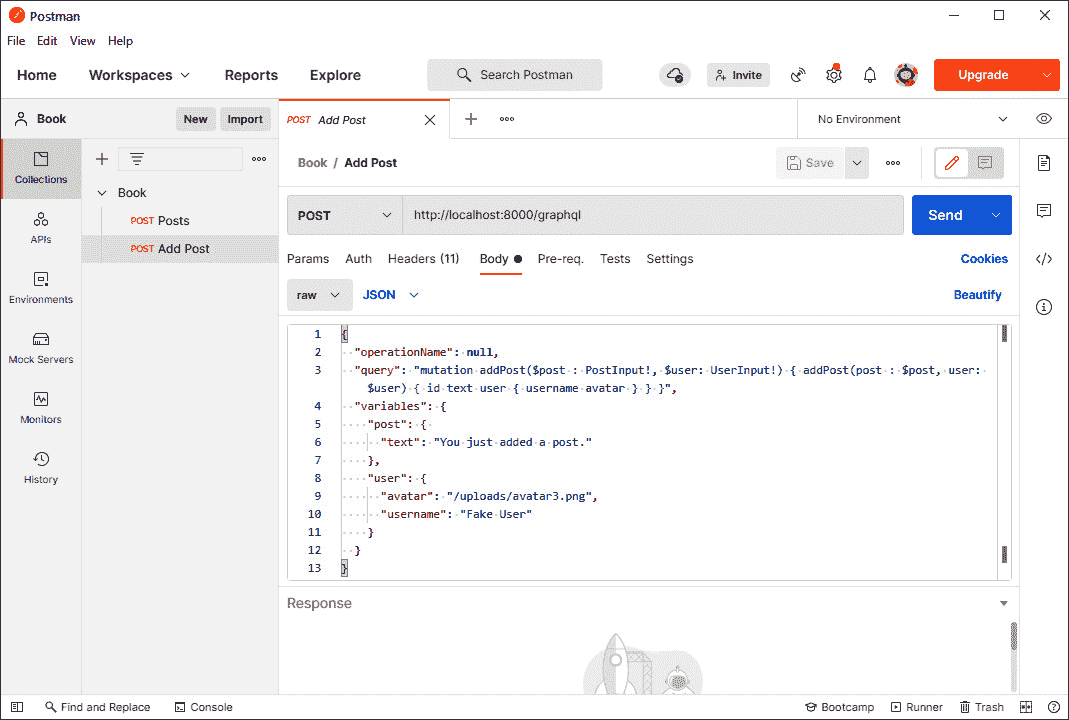 Postman
File Edit View Help
Home Workspaces Reports Explore Search Postman Invite Upgrade
Book New Import POST Add Post No Environment
Book / Add Post Save
Collections
APIs
Environments
Mock Servers
Monitors
History
Book
POST Posts
POST Add Post
POST http://localhost:8000/graphql Send
Params Auth Headers (11) Body Pre-req. Tests Settings Cookies
raw JSON Beautify
1 {
2 "operationName": null,
3 "query": "mutation addPost($post : PostInput!, $user: UserInput!) { addPost(post : $post, user:
$user) { id text user { username avatar } } }",
4 "variables": {
5 "post": {
6 "text": "You just added a post."
7 },
8 "user": {
9 "avatar": "/uploads/avatar3.png",
10 "username": "Fake User"
11 }
12 }
13 }
Response
Find and Replace Console Bootcamp Runner Trash